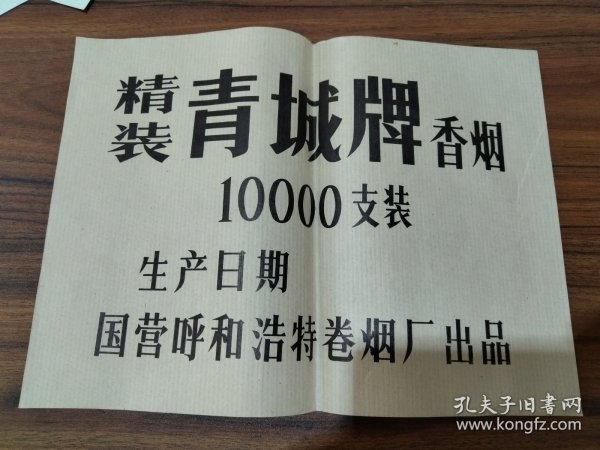 精装 青城牌 香烟
10000支装
生产日期
国营呼和浩特卷烟厂出品
孔夫子旧书网
www.kongfz.com